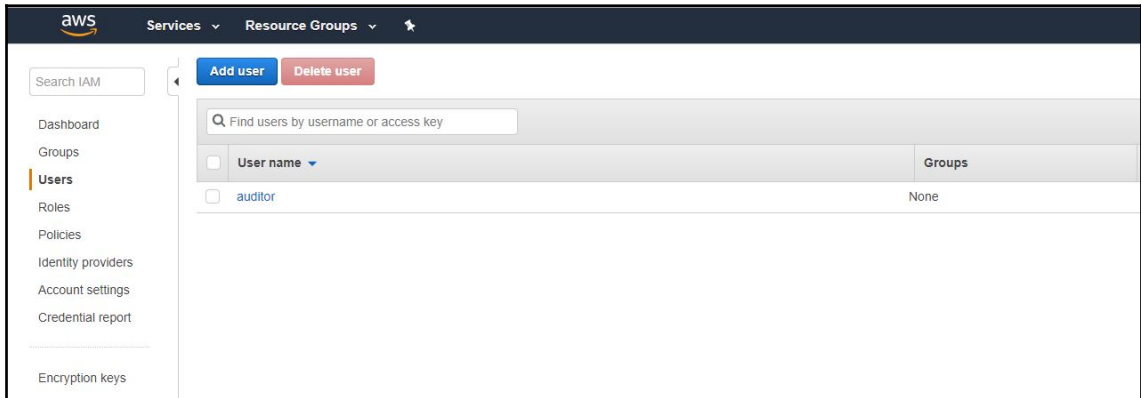 aws Services Resource Groups
Search IAM
Add user Delete user
Dashboard
Groups
Users
Roles
Policies
Identity providers
Account settings
Credential report
Encryption keys
Find users by username or access key
User name Groups
auditor None